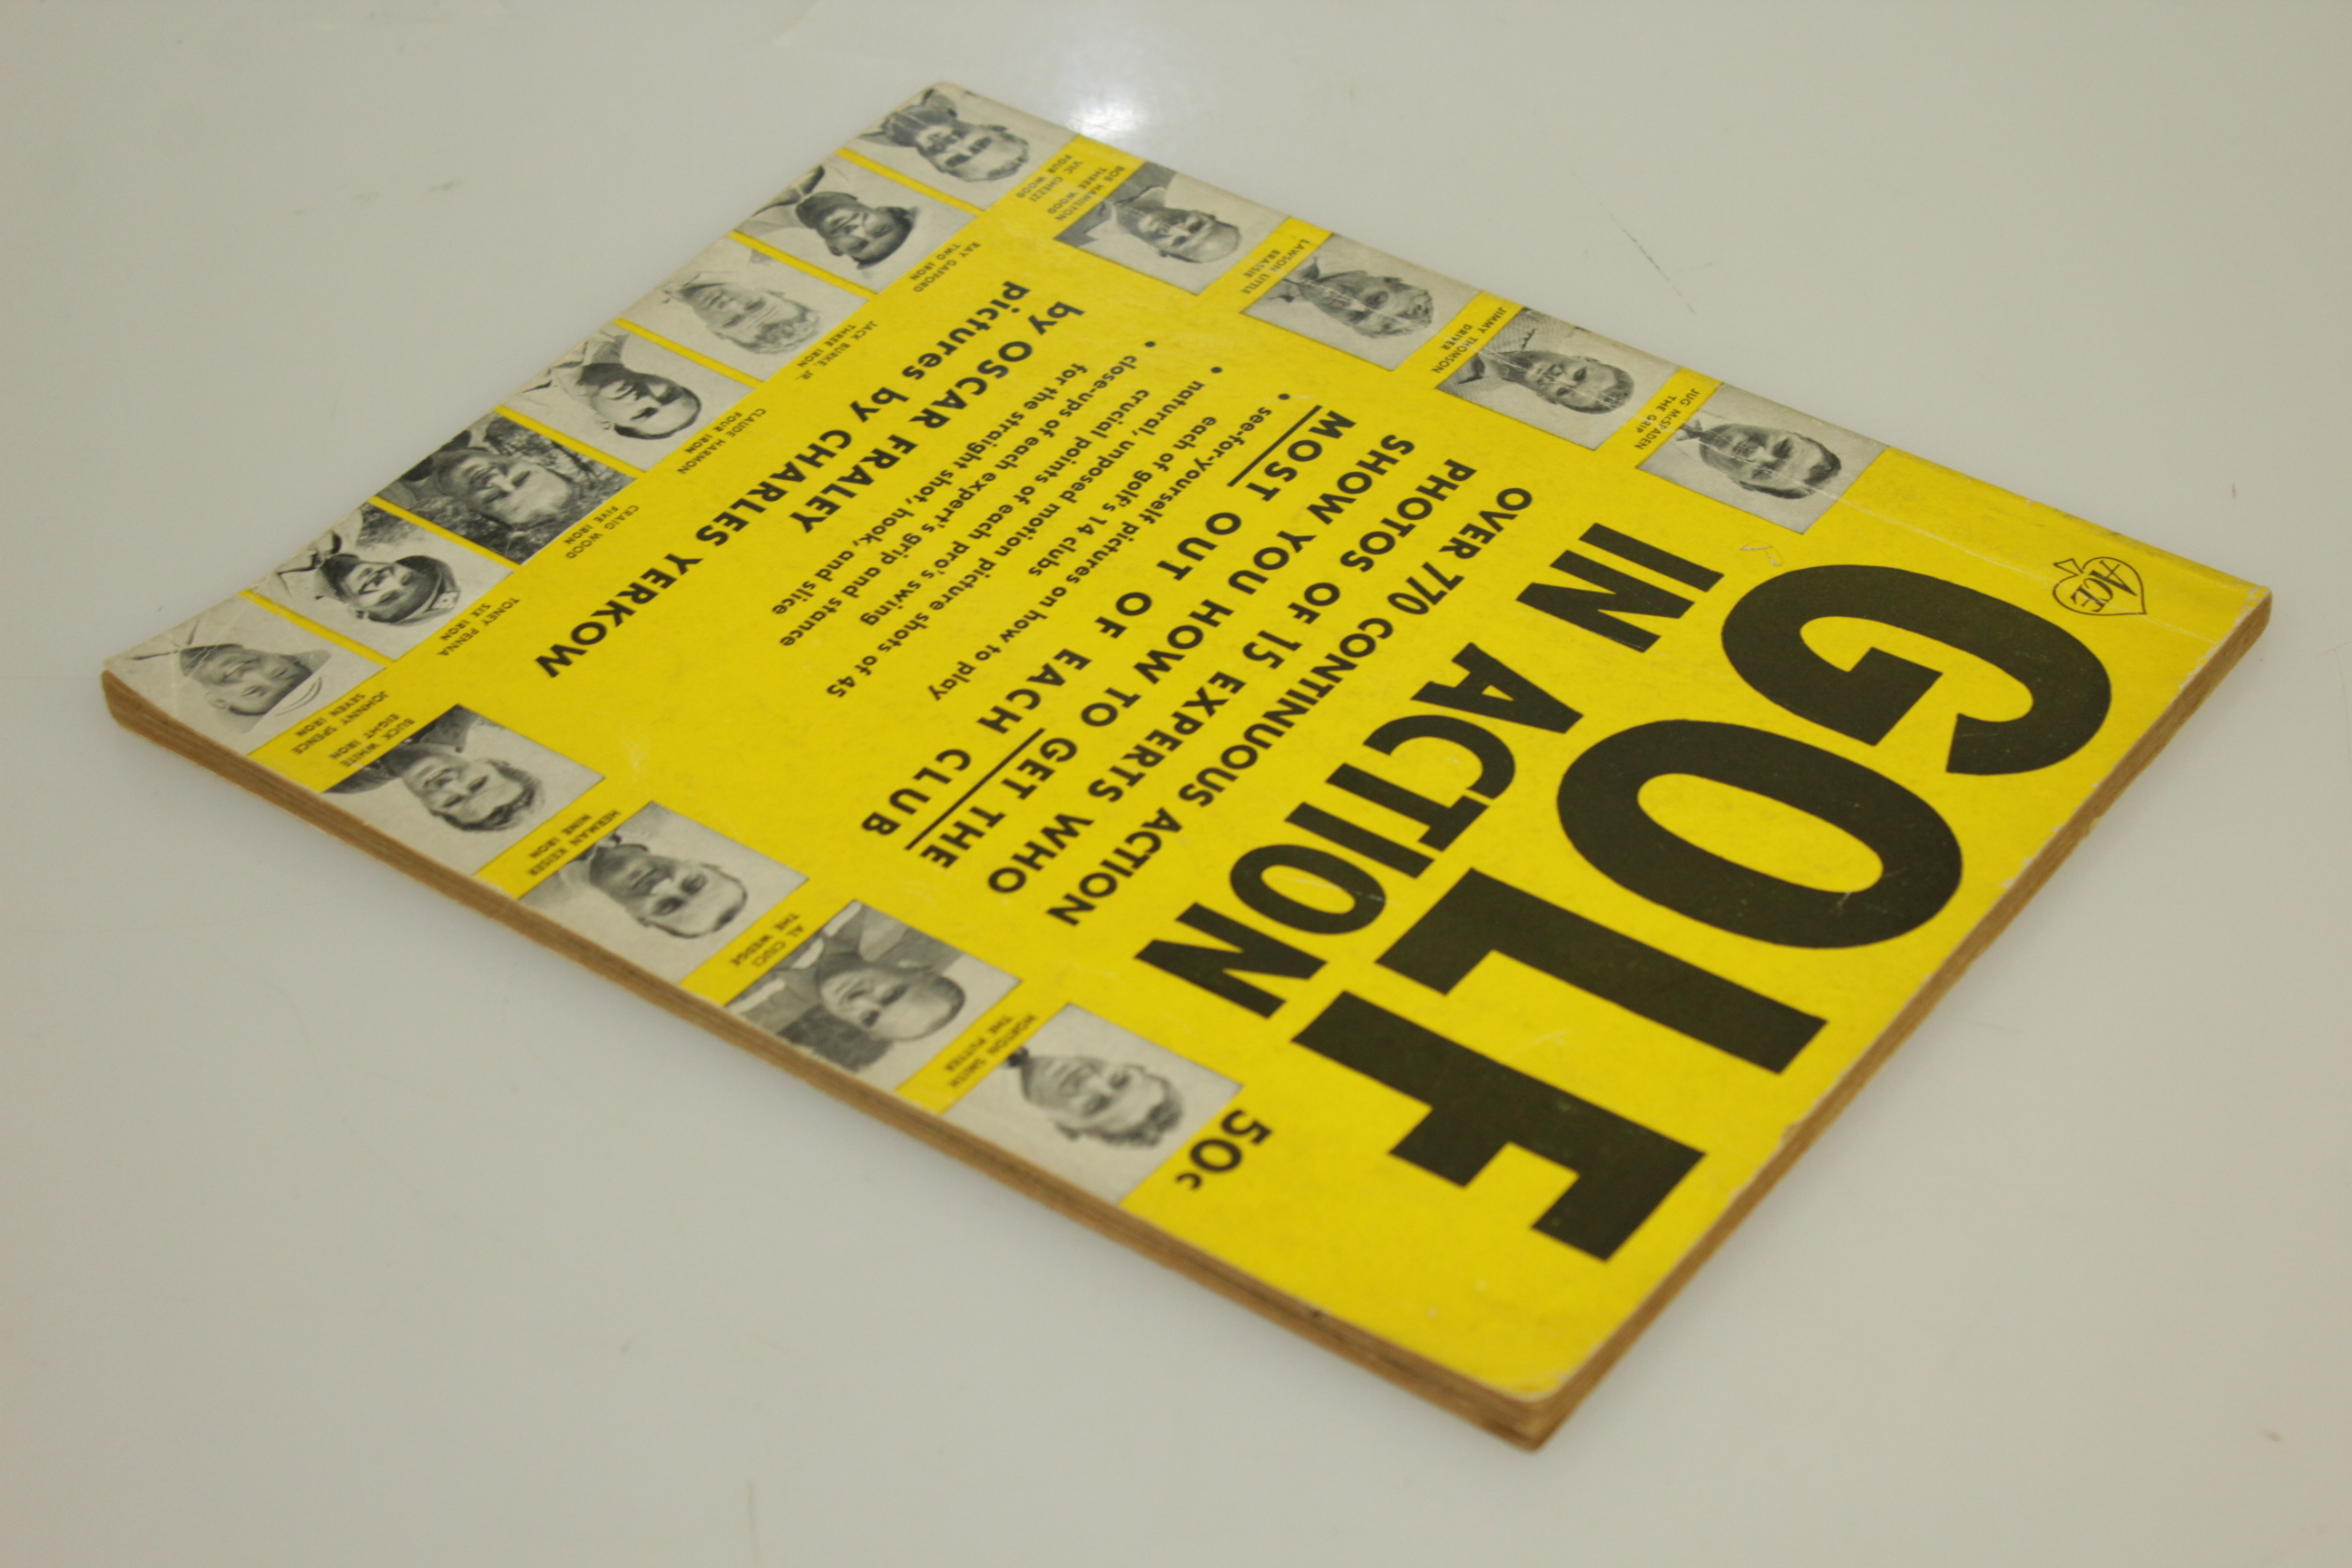 ACE
GOLF
IN ACTION
50c
OVER 770 CONTINUOUS ACTION
PHOTOS OF 15 EXPERTS WHO
SHOW YOU HOW TO GET THE
MOST OUT OF EACH CLUB
• see-for-yourself pictures on how to play
each of golf's 14 clubs
• natural, unposed motion picture shots of 45
crucial points of each pro's swing
• close-ups of each expert's grip and stance
for the straight shot, hook, and slice
by OSCAR FRALEY
pictures by CHARLES YERKOW
JUG McSPADEN
THE GRIP
JIMMY THOMSON
DRIVER
LAWSON LITTLE
BRASSIE
BOB HAMILTON
THREE WOOD
VIC GHEZZI
FOUR WOOD
RAY GAFFORD
TWO IRON
JACK BURKE JR.
THREE IRON
CLAUDE HARMON
FOUR IRON
CRAIG WOOD
FIVE IRON
TONEY PENNA
SIX IRON
JOHNNY SPENCE
SEVEN IRON
BUCK WHITE
EIGHT IRON
HERMAN KEISER
NINE IRON
AL CIUCI
THE WEDGE
HORTON SMITH
THE PUTTER